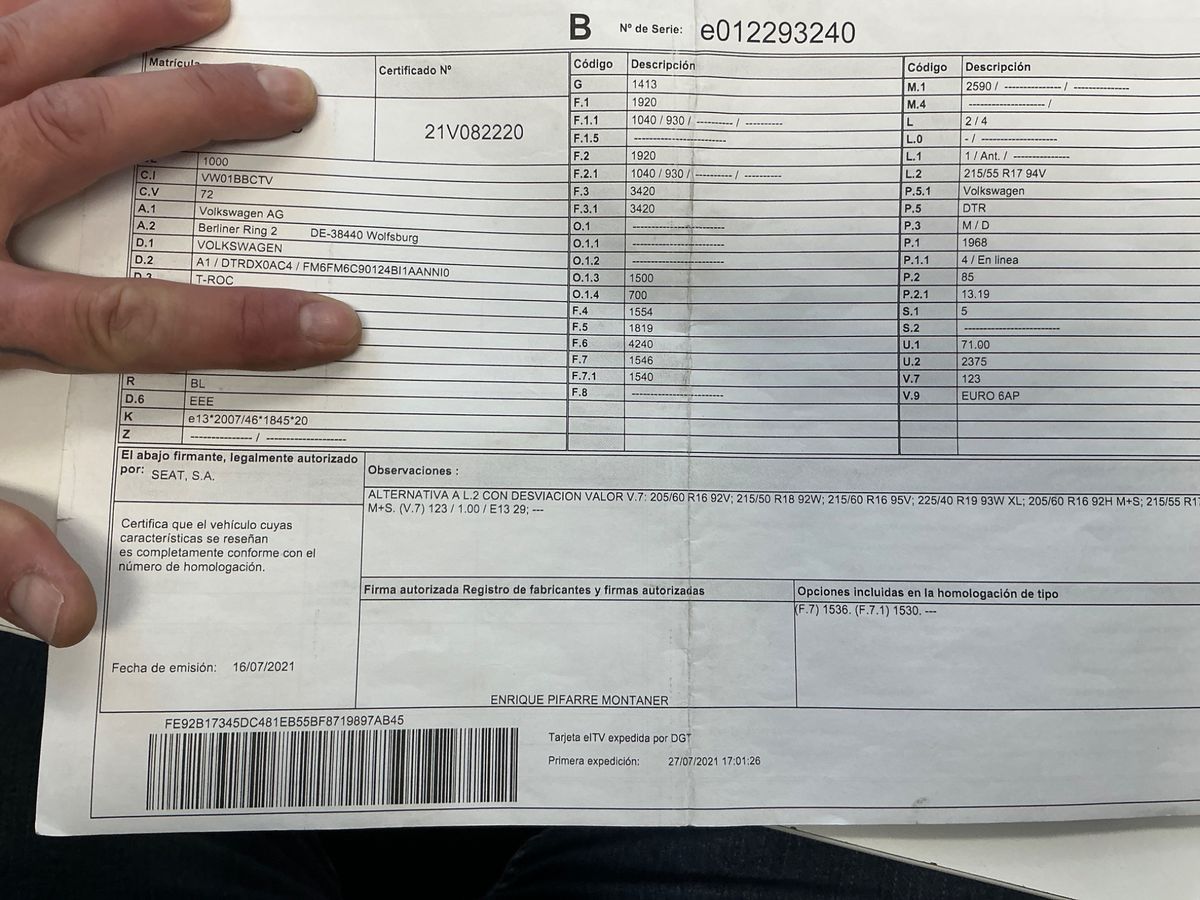 B Nº de Serie: e012293240
Matrícula
Certificado Nº
21V082220
1000
C.I VW01BBCTV
C.V 72
A.1 Volkswagen AG
A.2 Berliner Ring 2 DE-38440 Wolfsburg
D.1 VOLKSWAGEN
D.2 A1 / DTRDX0AC4 / FM6FM6C90124BI1AANNI0
D.3 T-ROC
R BL
D.6 EEE
K e13*2007/46*1845*20
Z --------------- / -------------------
Código Descripción
G 1413
F.1 1920
F.1.1 1040 / 930 / --------- / ---------
F.1.5 ----------------------
F.2 1920
F.2.1 1040 / 930 / --------- / ---------
F.3 3420
F.3.1 3420
O.1 ----------------------
O.1.1 ----------------------
O.1.2 ----------------------
O.1.3 1500
O.1.4 700
F.4 1554
F.5 1819
F.6 4240
F.7 1546
F.7.1 1540
F.8 ----------------------
Código Descripción
M.1 2590 / -------------- / --------------
M.4 ------------------- /
L 2 / 4
L.0 - / -------------------
L.1 1 / Ant. / --------------
L.2 215/55 R17 94V
P.5.1 Volkswagen
P.5 DTR
P.3 M / D
P.1 1968
P.1.1 4 / En linea
P.2 85
P.2.1 13.19
S.1 5
S.2 -----------------------
U.1 71.00
U.2 2375
V.7 123
V.9 EURO 6AP
El abajo firmante, legalmente autorizado
por: SEAT, S.A.
Certifica que el vehículo cuyas
características se reseñan
es completamente conforme con el
número de homologación.
Fecha de emisión: 16/07/2021
Observaciones :
ALTERNATIVA A L.2 CON DESVIACION VALOR V.7: 205/60 R16 92V; 215/50 R18 92W; 215/60 R16 95V; 225/40 R19 93W XL; 205/60 R16 92H M+S; 215/55 R17
M+S. (V.7) 123 / 1.00 / E13 29; ---
Firma autorizada Registro de fabricantes y firmas autorizadas
ENRIQUE PIFARRE MONTANER
Opciones incluidas en la homologación de tipo
(F.7) 1536. (F.7.1) 1530. ---
FE92B17345DC481EB55BF8719897AB45
Tarjeta eITV expedida por DGT
Primera expedición: 27/07/2021 17:01:26